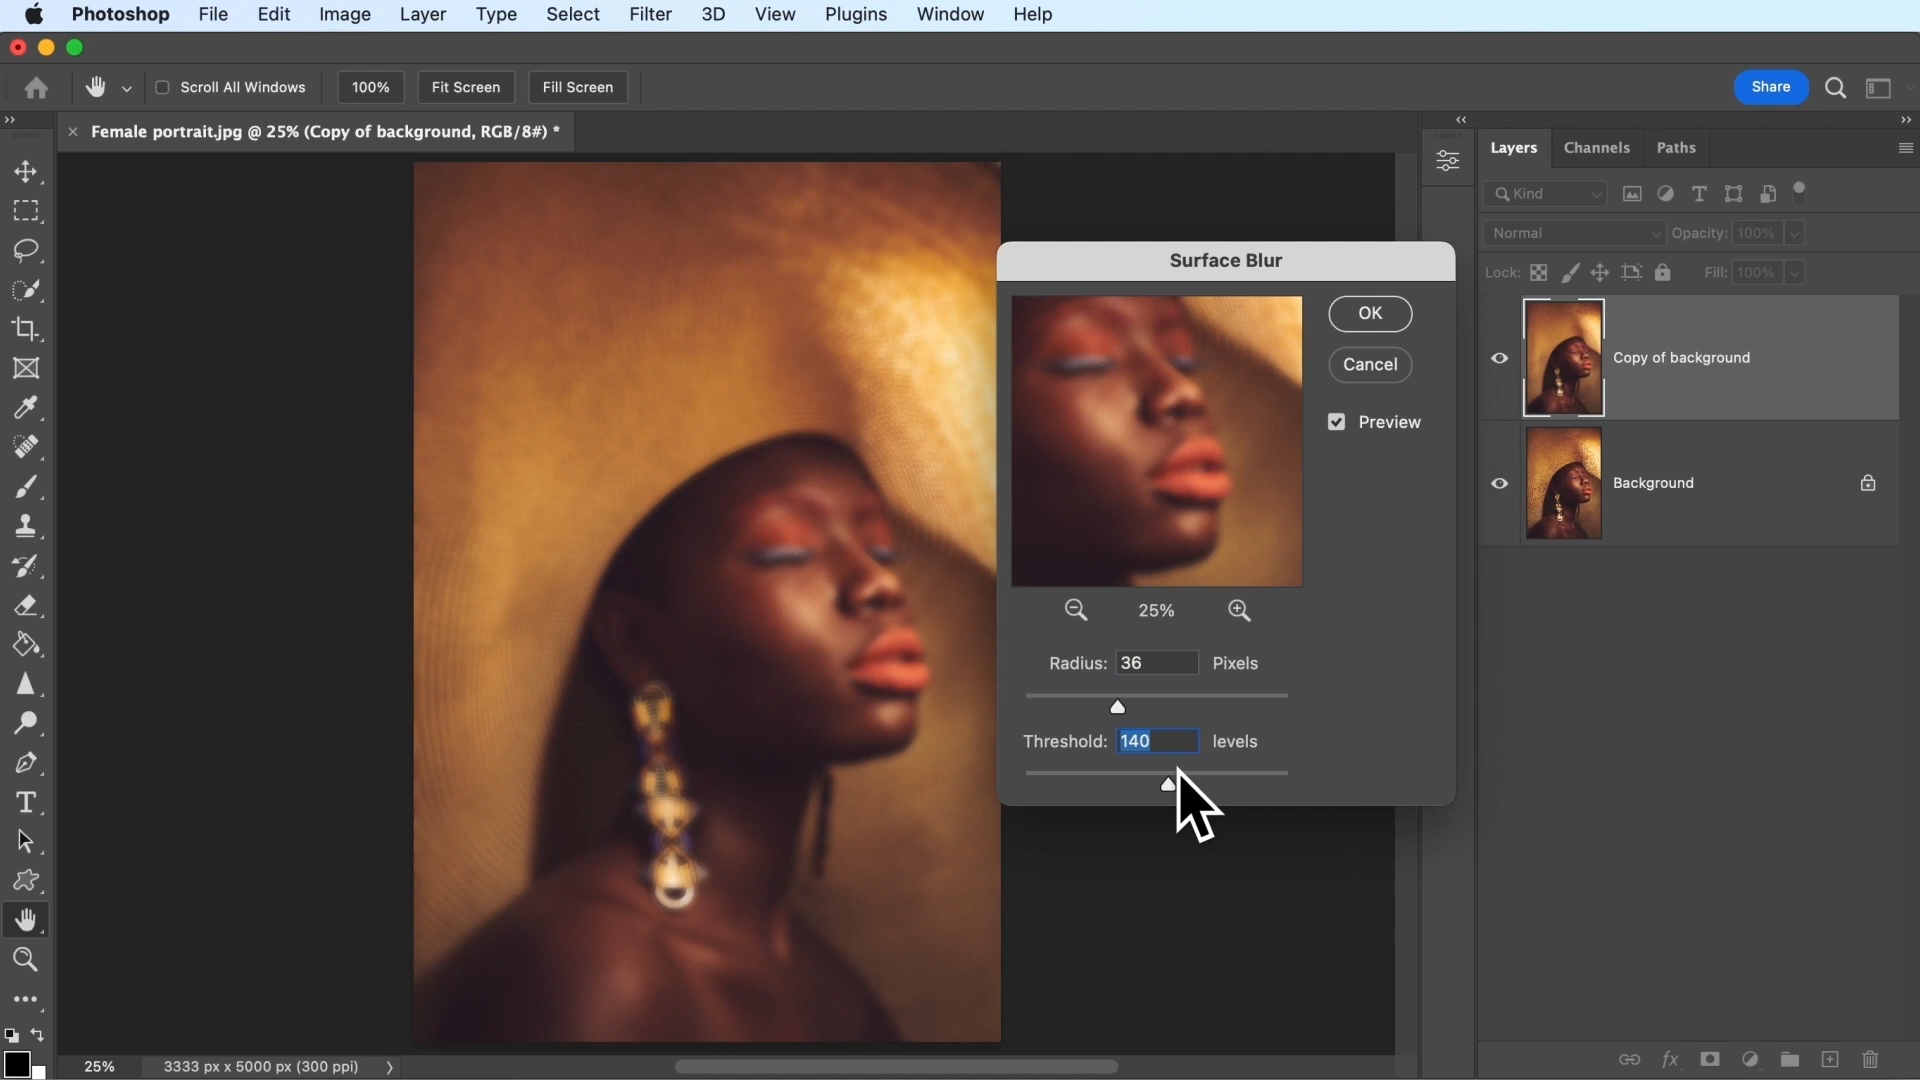 Photoshop File Edit Image Layer Type Select Filter 3D View Plugins Window Help
Scroll All Windows 100% Fit Screen Fill Screen Share
Female portrait.jpg @ 25% (Copy of background, RGB/8#) *
Layers Channels Paths
Kind
Normal Opacity: 100%
Lock: Fill: 100%
Copy of background
Background
Surface Blur
OK
Cancel
Preview
25%
Radius: 36 Pixels
Threshold: 140 levels
fx
25% 3333 px x 5000 px (300 ppi)